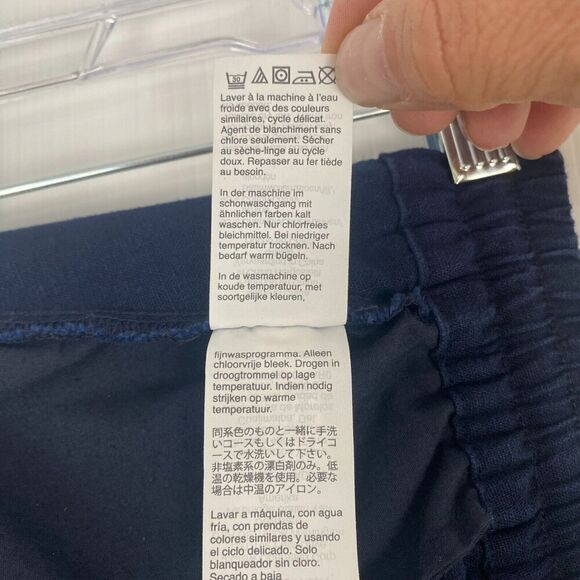 30
Laver à la machine à l'eau
froide avec des couleurs
similaires, cycle délicat.
Agent de blanchiment sans
chlore seulement. Sécher
au sèche-linge au cycle
doux. Repasser au fer tiède
au besoin.
In der maschine im
schonwaschgang mit
ähnlichen farben kalt
waschen. Nur chlorfreies
bleichmittel. Bei niedriger
temperatur trocknen. Nach
bedarf warm bügeln.
In de wasmachine op
koude temperatuur, met
soortgelijke kleuren,
fijnwasprogramma. Alleen
chloorvrije bleek. Drogen in
droogtrommel op lage
temperatuur. Indien nodig
strijken op warme
temperatuur.
同系色のものと一緒に手洗
いコースもしくはドライコ
ースで水洗いして下さい。
非塩素系の漂白剤のみ。低
温の乾燥機を使用。必要な
場合は中温のアイロン。
Lavar a máquina, con agua
fría, con prendas de
colores similares y usando
el ciclo delicado. Solo
blanqueador sin cloro.
Secado a baja